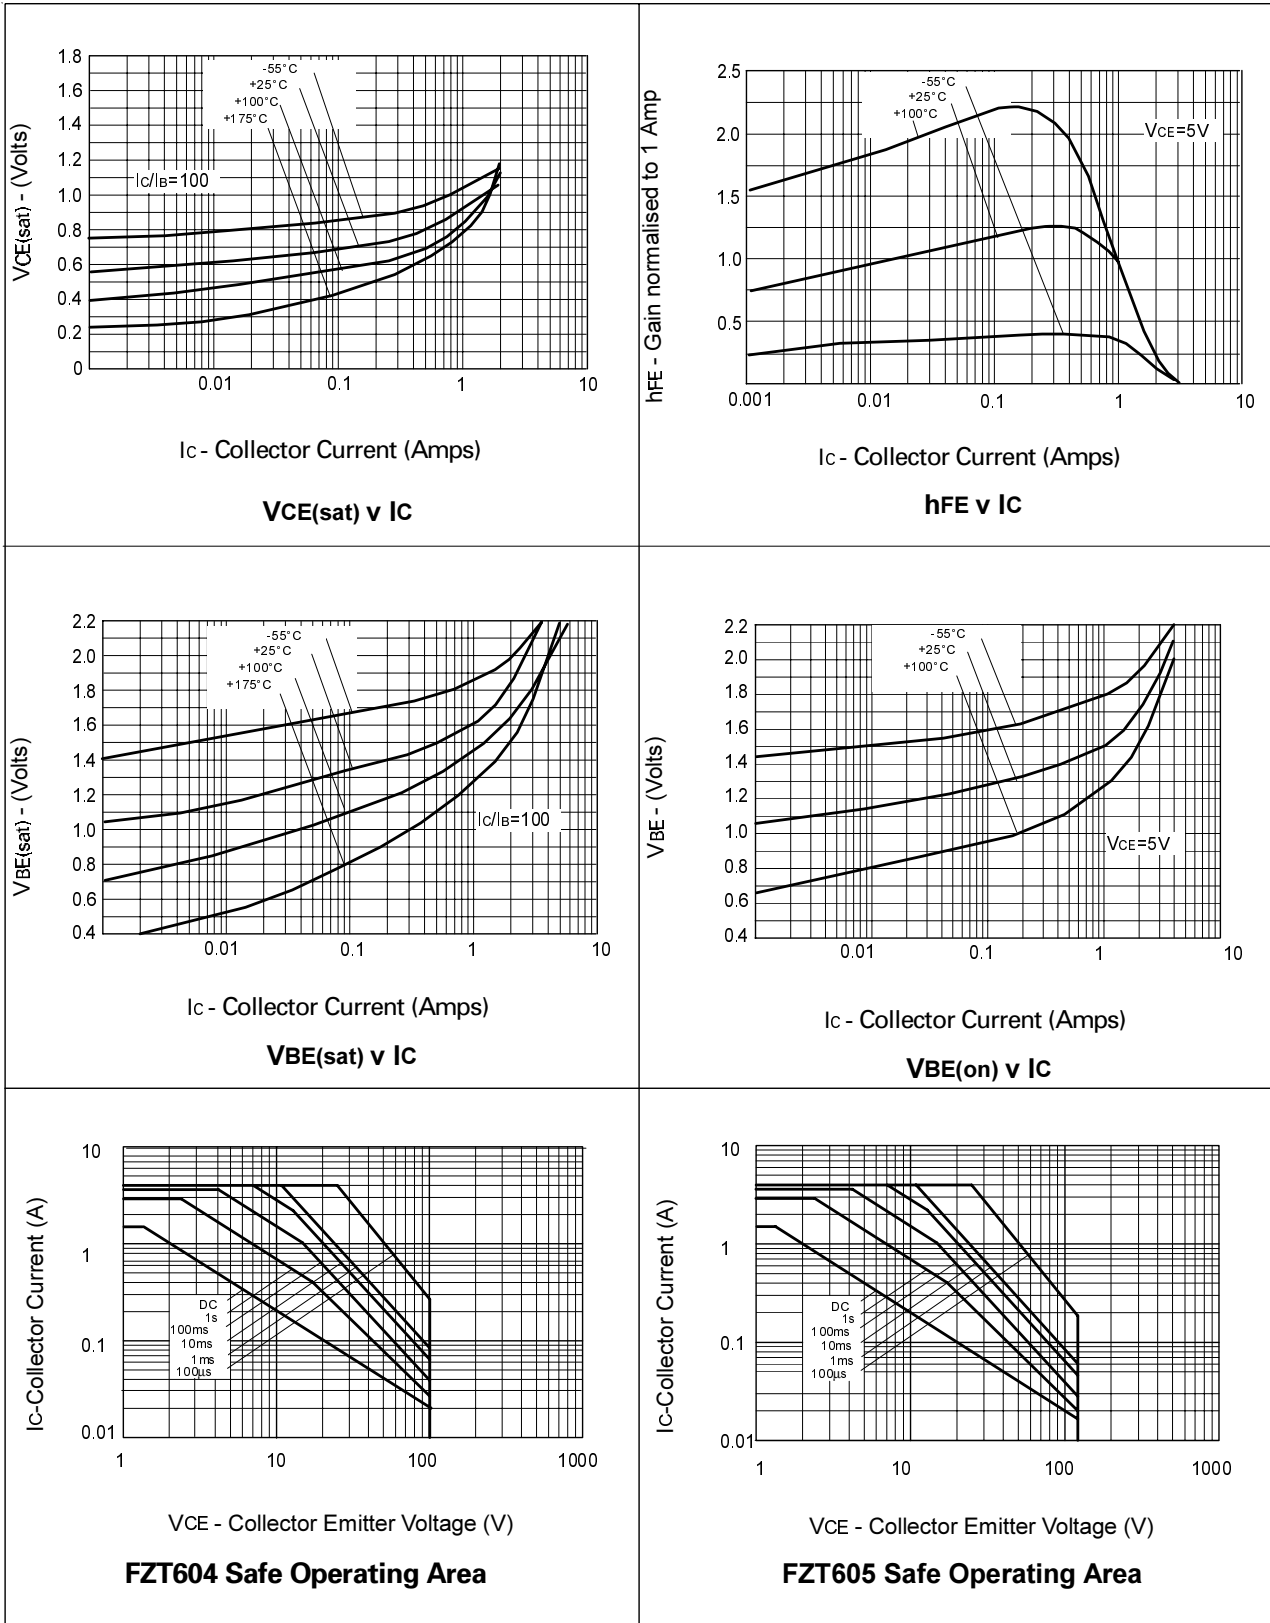 1.8
1.6
1.4
1.2
1.0
0.8
0.6
0.4
0.2
0
-55°C
+25°C
+100°C
+175°C
IC/IB=100
VCE(sat) - (Volts)
0.01 0.1 1 10
IC - Collector Current (Amps)
VCE(sat) v IC
2.5
2.0
1.5
1.0
0.5
-55°C
+25°C
+100°C
VCE=5V
hFE - Gain normalised to 1 Amp
0.001 0.01 0.1 1 10
IC - Collector Current (Amps)
hFE v IC
2.2
2.0
1.8
1.6
1.4
1.2
1.0
0.8
0.6
0.4
-55°C
+25°C
+100°C
+175°C
IC/IB=100
VBE(sat) - (Volts)
0.01 0.1 1 10
IC - Collector Current (Amps)
VBE(sat) v IC
2.2
2.0
1.8
1.6
1.4
1.2
1.0
0.8
0.6
0.4
-55°C
+25°C
+100°C
VCE=5V
VBE - (Volts)
0.01 0.1 1 10
IC - Collector Current (Amps)
VBE(on) v IC
10
1
0.1
0.01
DC
1s
100ms
10ms
1ms
100µs
IC-Collector Current (A)
1 10 100 1000
VCE - Collector Emitter Voltage (V)
FZT604 Safe Operating Area
10
1
0.1
0.01
DC
1s
100ms
10ms
1ms
100µs
IC-Collector Current (A)
1 10 100 1000
VCE - Collector Emitter Voltage (V)
FZT605 Safe Operating Area